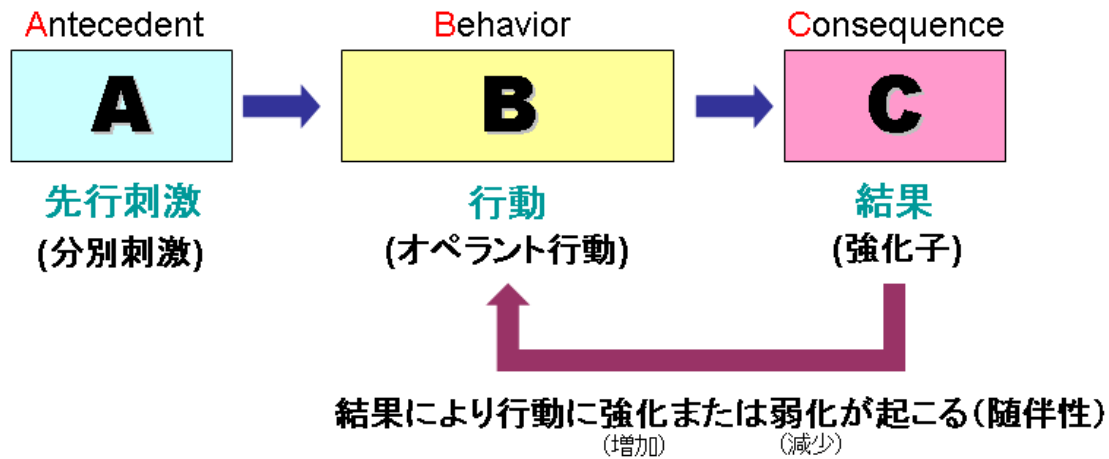 Antecedent Behavior Consequence
A B C
先行刺激 行動 結果
(分別刺激) (オペラント行動) (強化子)
結果により行動に強化または弱化が起こる(随伴性)
(増加) (減少)